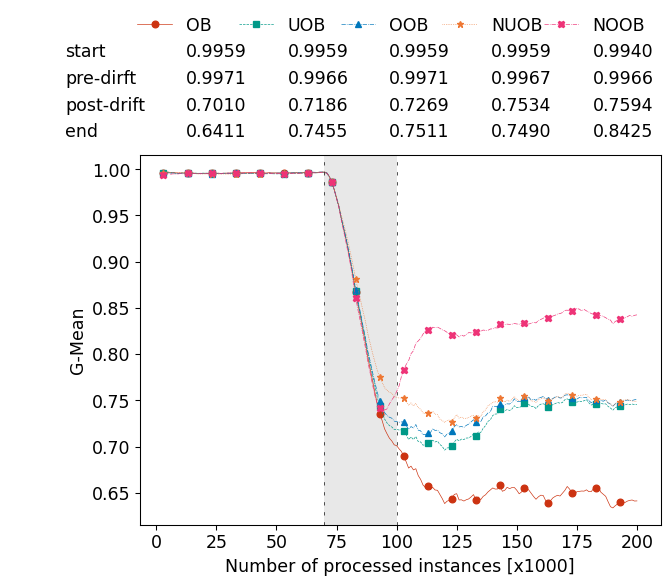 OB UOB OOB NUOB NOOB
start 0.9959 0.9959 0.9959 0.9959 0.9940
pre-dirft 0.9971 0.9966 0.9971 0.9967 0.9966
post-drift 0.7010 0.7186 0.7269 0.7534 0.7594
end 0.6411 0.7455 0.7511 0.7490 0.8425
1.00
0.95
0.90
0.85
0.80
0.75
0.70
0.65
G-Mean
0 25 50 75 100 125 150 175 200
Number of processed instances [x1000]